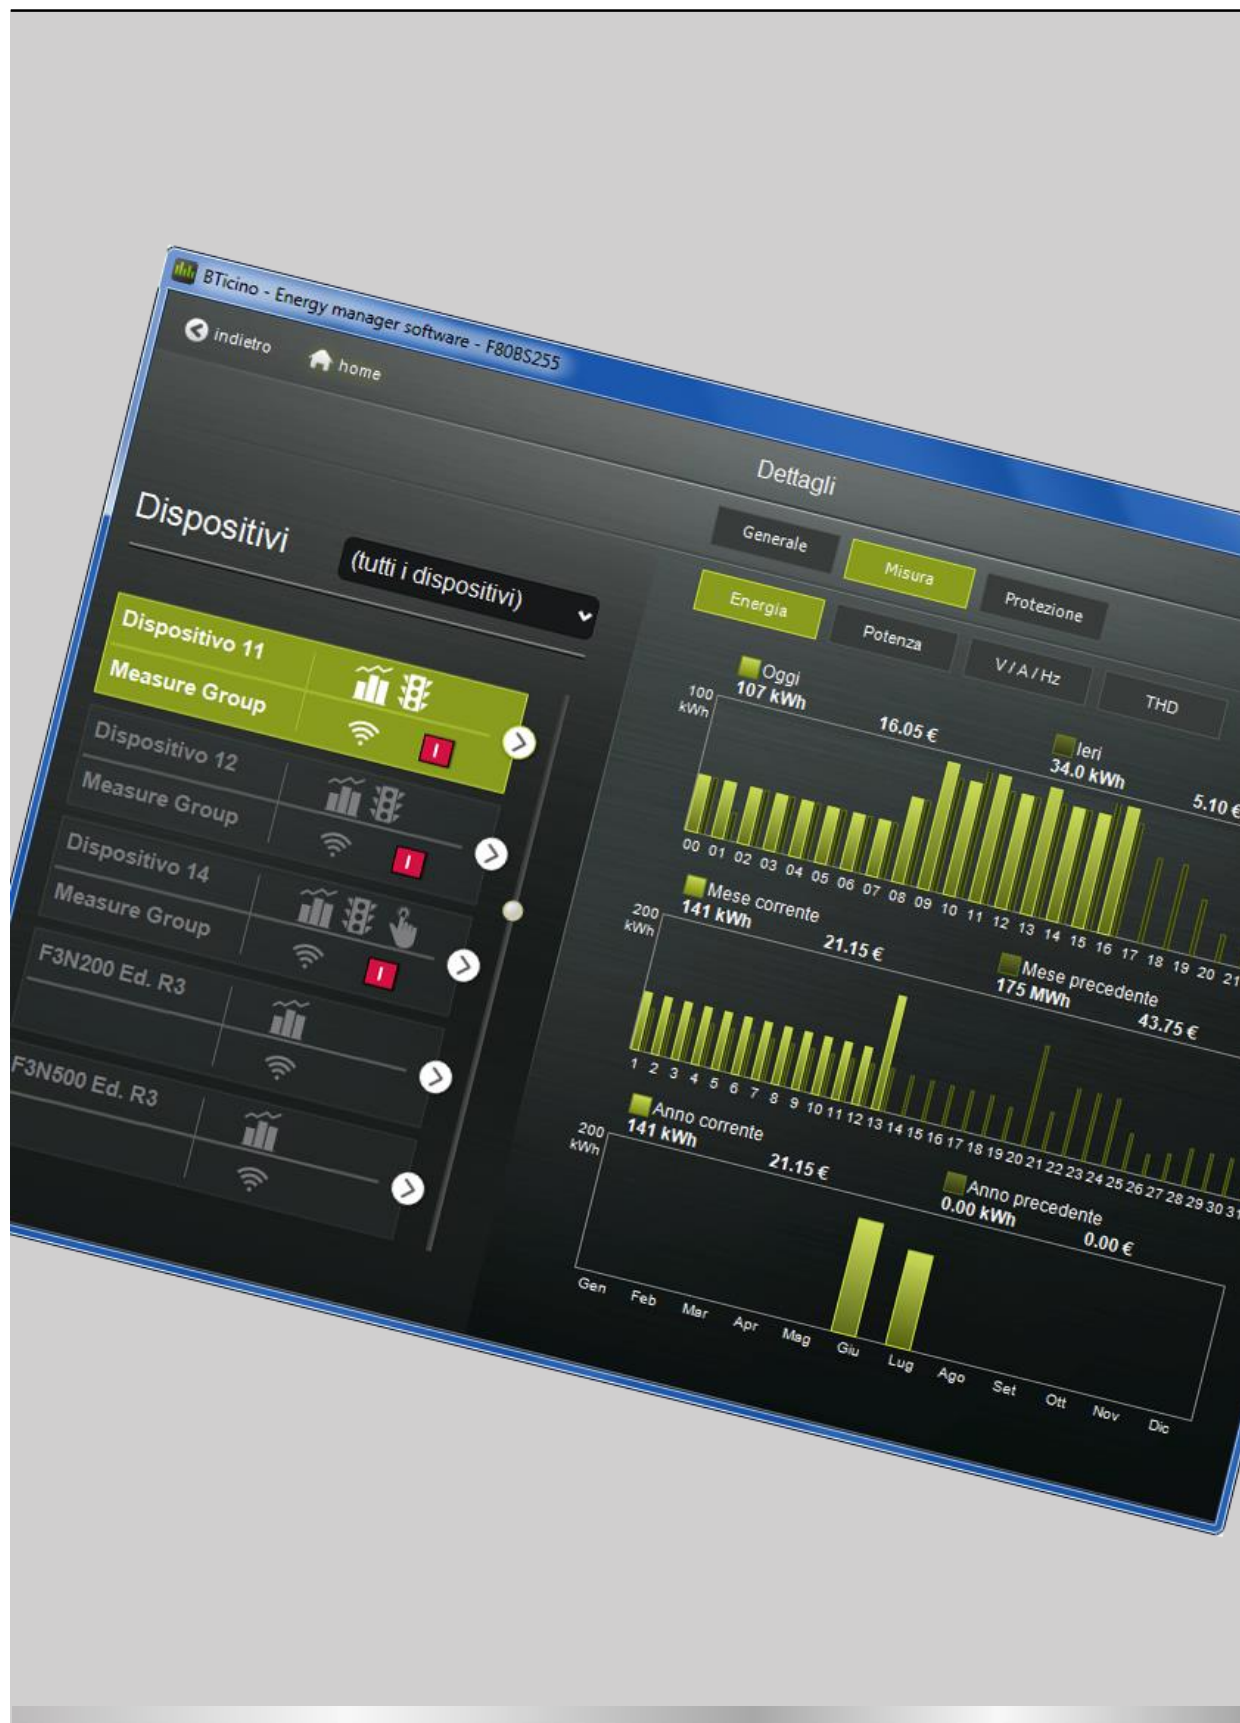 BTicino - Energy manager software - F80BS255
indietro
home
Dettagli
Dispositivi
(tutti i dispositivi)
Generale
Misura
Protezione
Energia
Potenza
V / A / Hz
THD
Dispositivo 11
Measure Group
I
Dispositivo 12
Measure Group
I
Dispositivo 14
Measure Group
I
F3N200 Ed. R3
F3N500 Ed. R3
Oggi
107 kWh
16.05 €
Ieri
34.0 kWh
5.10 €
100
kWh
00 01 02 03 04 05 06 07 08 09 10 11 12 13 14 15 16 17 18 19 20 21
Mese corrente
141 kWh
21.15 €
Mese precedente
175 MWh
43.75 €
200
kWh
1 2 3 4 5 6 7 8 9 10 11 12 13 14 15 16 17 18 19 20 21 22 23 24 25 26 27 28 29 30 31
Anno corrente
141 kWh
21.15 €
Anno precedente
0.00 kWh
0.00 €
200
kWh
Gen Feb Mar Apr Mag Giu Lug Ago Set Ott Nov Dic